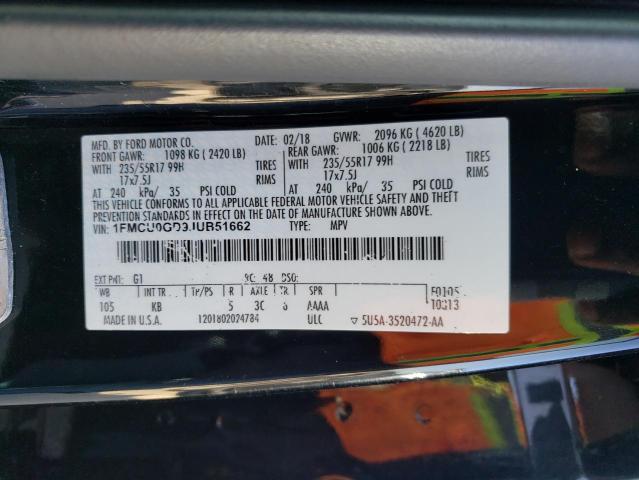 MFD. BY FORD MOTOR CO. DATE: 02/18 GVWR: 2096 KG ( 4620 LB)
FRONT GAWR: 1098 KG ( 2420 LB) REAR GAWR: 1006 KG ( 2218 LB)
WITH 235/55R17 99H TIRES WITH 235/55R17 99H TIRES
17x7.5J RIMS 17x7.5J RIMS
AT 240 kPa/ 35 PSI COLD AT 240 kPa/ 35 PSI COLD
THIS VEHICLE CONFORMS TO ALL APPLICABLE FEDERAL MOTOR VEHICLE SAFETY AND THEFT
PREVENTION STANDARDS IN EFFECT ON THE DATE OF MANUFACTURE SHOWN ABOVE.
VIN: 1FMCU0GD9JUB51662 TYPE: MPV
EXT PNT: G1 DSO:
WB INT TR TP/PS R AXLE TR SPR
105 KB 5 AAAA
MADE IN U.S.A. 1201802024784 ULC ▽ 5U5A-3520472-AA